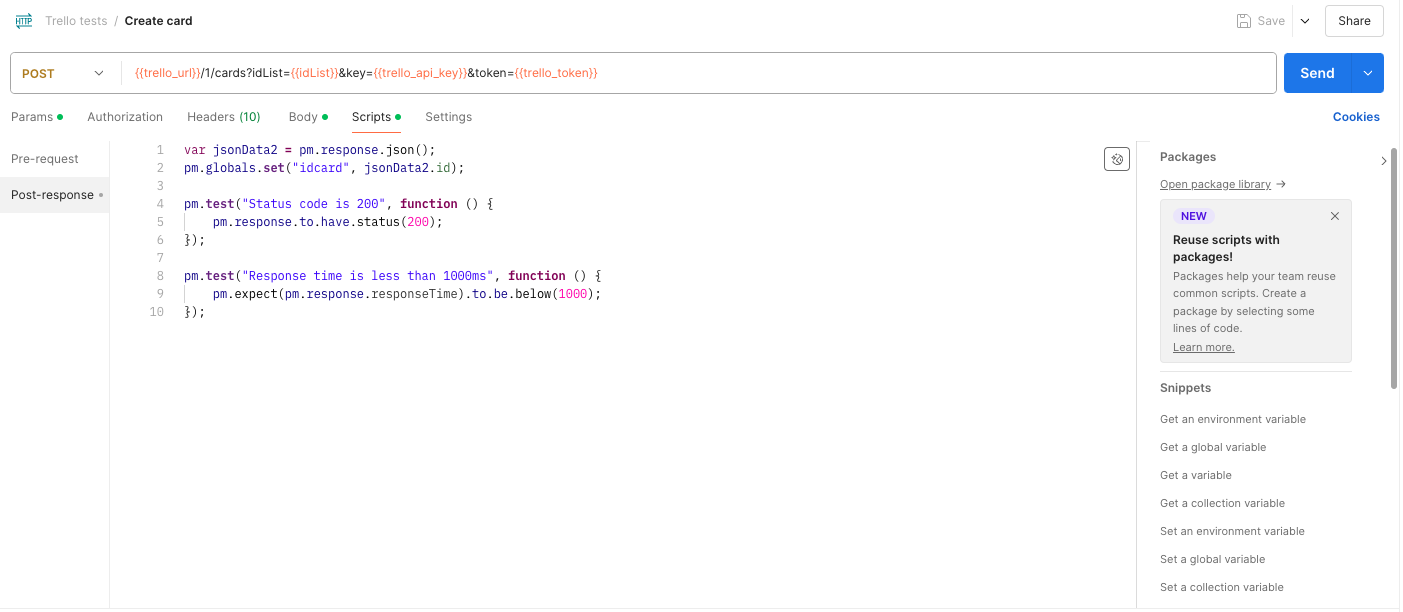 HTTP Trello tests / Create card Save Share
POST {{trello_url}}/1/cards?idList={{idList}}&key={{trello_api_key}}&token={{trello_token}} Send
Params Authorization Headers (10) Body Scripts Settings Cookies
Pre-request
Post-response
1 var jsonData2 = pm.response.json();
2 pm.globals.set("idcard", jsonData2.id);
3
4 pm.test("Status code is 200", function () {
5 pm.response.to.have.status(200);
6 });
7
8 pm.test("Response time is less than 1000ms", function () {
9 pm.expect(pm.response.responseTime).to.be.below(1000);
10 });
Packages
Open package library →
NEW
Reuse scripts with
packages!
Packages help your team reuse
common scripts. Create a
package by selecting some
lines of code.
Learn more.
Snippets
Get an environment variable
Get a global variable
Get a variable
Get a collection variable
Set an environment variable
Set a global variable
Set a collection variable